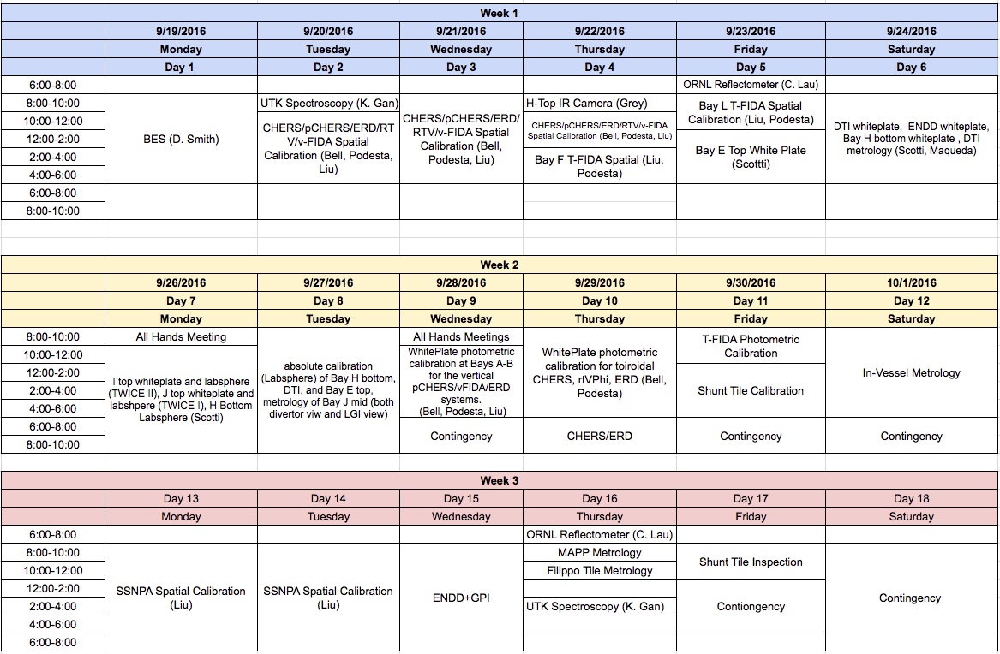 Week 1
9/19/2016 9/20/2016 9/21/2016 9/22/2016 9/23/2016 9/24/2016
Monday Tuesday Wednesday Thursday Friday Saturday
Day 1 Day 2 Day 3 Day 4 Day 5 Day 6
6:00-8:00
ORNL Reflectometer (C. Lau)
8:00-10:00
10:00-12:00
12:00-2:00
2:00-4:00
4:00-6:00
6:00-8:00
8:00-10:00
BES (D. Smith)
UTK Spectroscopy (K. Gan)
CHERS/pCHERS/ERD/RT
V/v-FIDA Spatial
Calibration (Bell, Podesta,
Liu)
CHERS/pCHERS/ERD/
RTV/v-FIDA Spatial
Calibration (Bell,
Podesta, Liu)
H-Top IR Camera (Grey)
CHERS/pCHERS/ERD/RTV/v-FIDA
Spatial Calibration (Bell, Podesta, Liu)
Bay F T-FIDA Spatial (Liu,
Podesta)
Bay L T-FIDA Spatial
Calibration (Liu, Podesta)
Bay E Top White Plate
(Scottti)
DTI whiteplate, ENDD whiteplate,
Bay H bottom whiteplate , DTI
metrology (Scotti, Maqueda)
Week 2
9/26/2016 9/27/2016 9/28/2016 9/29/2016 9/30/2016 10/1/2016
Day 7 Day 8 Day 9 Day 10 Day 11 Day 12
Monday Tuesday Wednesday Thursday Friday Saturday
8:00-10:00
10:00-12:00
12:00-2:00
2:00-4:00
4:00-6:00
6:00-8:00
8:00-10:00
All Hands Meeting
I top whiteplate and labsphere
(TWICE II), J top whiteplate and
labshpere (TWICE I), H Bottom
Labsphere (Scotti)
absolute calibration
(Labsphere) of Bay H bottom,
DTI, and Bay E top,
metrology of Bay J mid (both
divertor viw and LGI view)
All Hands Meetings
WhitePlate photometric
calibration at Bays A-B
for the vertical
pCHERS/vFIDA/ERD
systems.
(Bell, Podesta, Liu)
Contingency
WhitePlate photometric
calibration for toiroidal
CHERS, rtVPhi, ERD (Bell,
Podesta)
CHERS/ERD
T-FIDA Photometric
Calibration
Shunt Tile Calibration
Contingency
In-Vessel Metrology
Contingency
Week 3
Day 13 Day 14 Day 15 Day 16 Day 17 Day 18
Monday Tuesday Wednesday Thursday Friday Saturday
6:00-8:00
8:00-10:00
10:00-12:00
12:00-2:00
2:00-4:00
4:00-6:00
6:00-8:00
SSNPA Spatial Calibration
(Liu)
SSNPA Spatial Calibration
(Liu)
ENDD+GPI
ORNL Reflectometer (C. Lau)
MAPP Metrology
Filippo Tile Metrology
UTK Spectroscopy (K. Gan)
Shunt Tile Inspection
Contiongency
Contingency